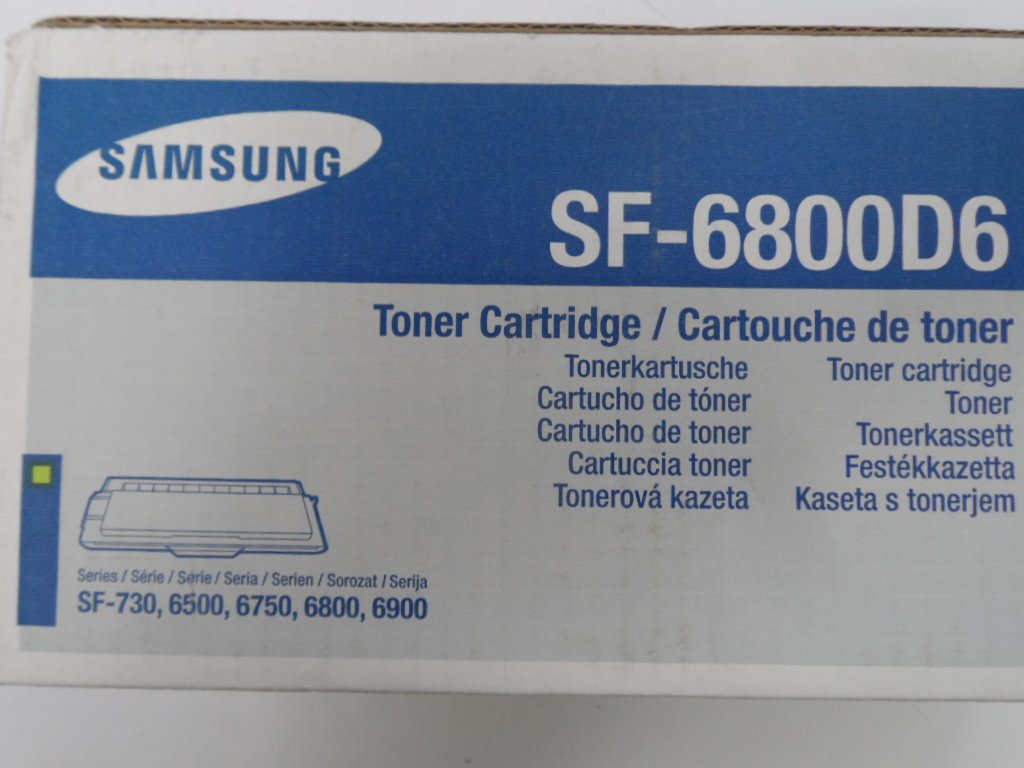 SAMSUNG
SF-6800D6
Toner Cartridge / Cartouche de toner
Tonerkartusche
Cartucho de tóner
Cartucho de toner
Cartuccia toner
Tonerová kazeta
Toner cartridge
Toner
Tonerkassett
Festékkazetta
Kaseta s tonerjem
Series / Série / Serie / Seria / Serien / Sorozat / Serija
SF-730, 6500, 6750, 6800, 6900